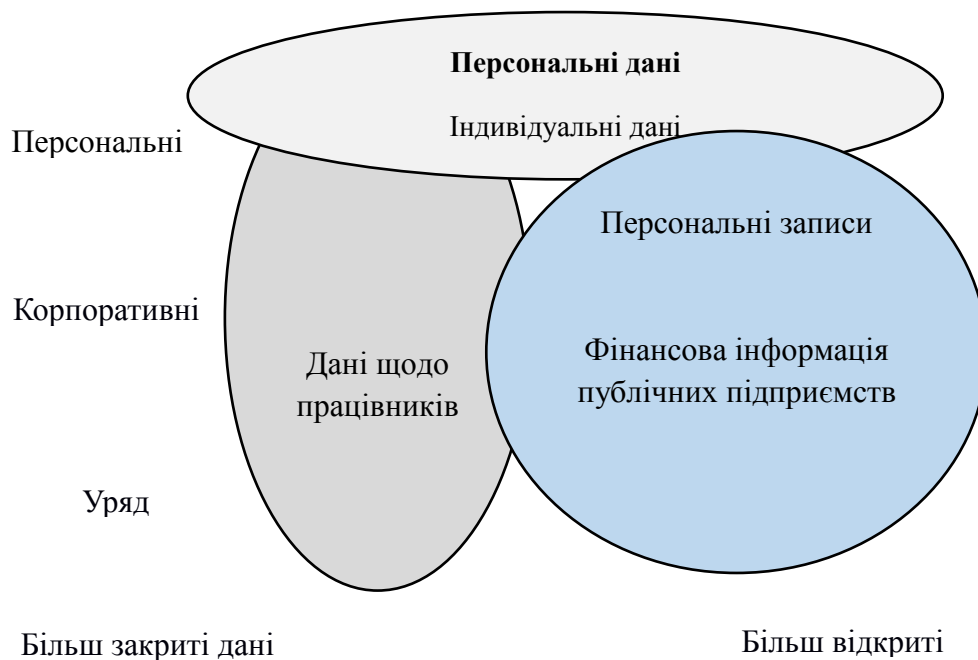 Персональні дані
Індивідуальні дані
Персональні
Персональні записи
Корпоративні
Дані щодо
працівників
Фінансова інформація
публічних підприємств
Уряд
Більш закриті дані
Більш відкриті